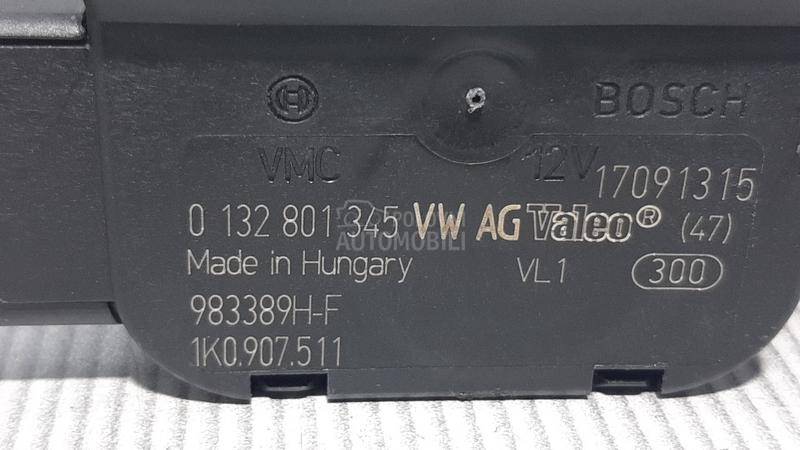 BOSCH
VMC 12V 17091315
0 132 801 345 VW AG Valeo® (47)
Made in Hungary VL1 300
983389H-F
1K0.907.511
AUTOMOBILI